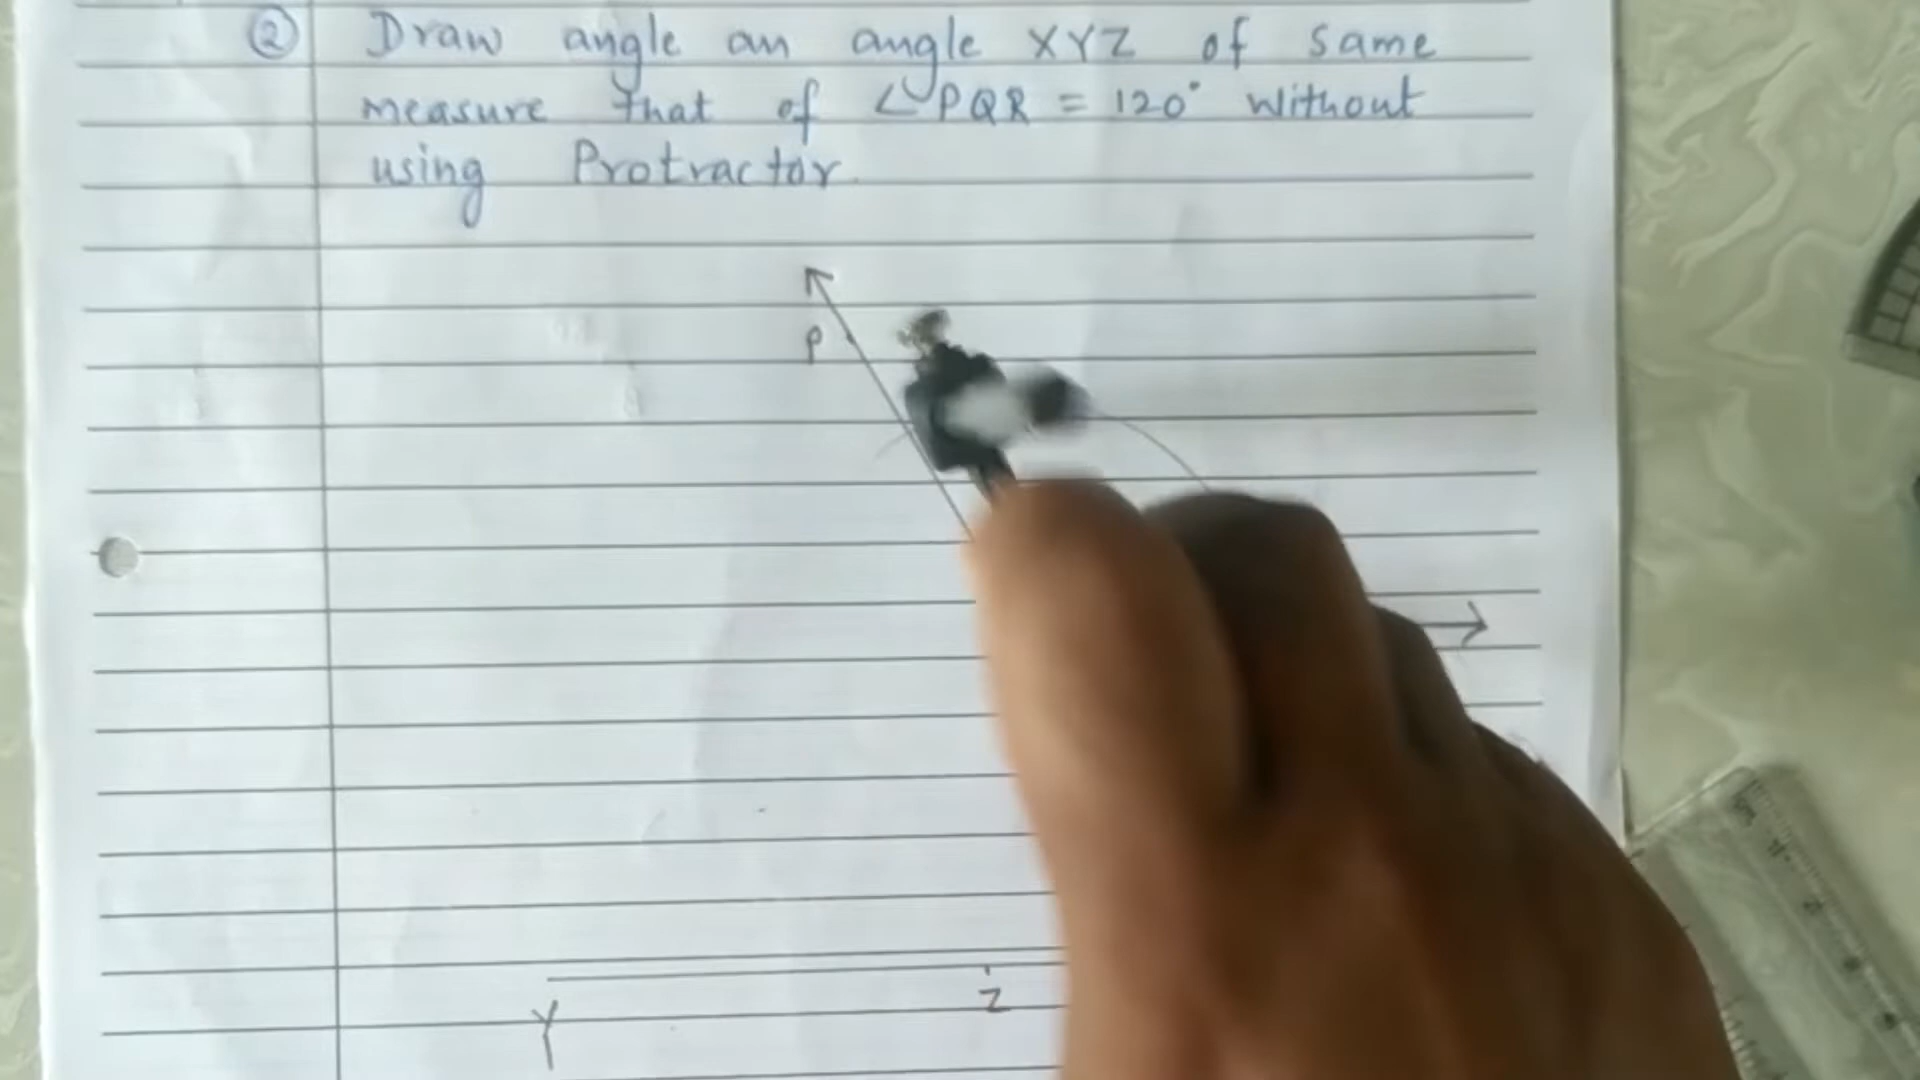 ② Draw angle an angle XYZ of same
measure that of ∠PQR = 120° without
using Protractor.
P
Z
Y